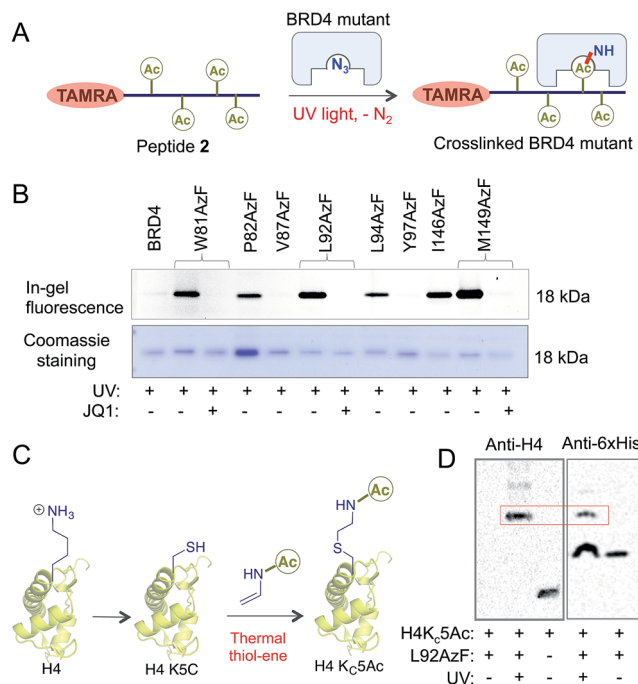 A
TAMRA
Ac Ac Ac Ac
Peptide 2
BRD4 mutant
N3
UV light, - N2
TAMRA
Ac Ac Ac Ac Ac
NH
Crosslinked BRD4 mutant
B
BRD4 W81AzF P82AzF V87AzF L92AzF L94AzF Y97AzF I146AzF M149AzF
In-gel
fluorescence
18 kDa
Coomassie
staining
18 kDa
UV: + + + + + + + + + + + +
JQ1: - - + - - - + - - - - +
C
⊕NH3
H4
SH
H4 K5C
HN Ac
Thermal
thiol-ene
HN Ac
S
H4 KC5Ac
D
Anti-H4 Anti-6xHis
H4Kc5Ac: + + + + +
L92AzF: + + - + +
UV: - + - + -